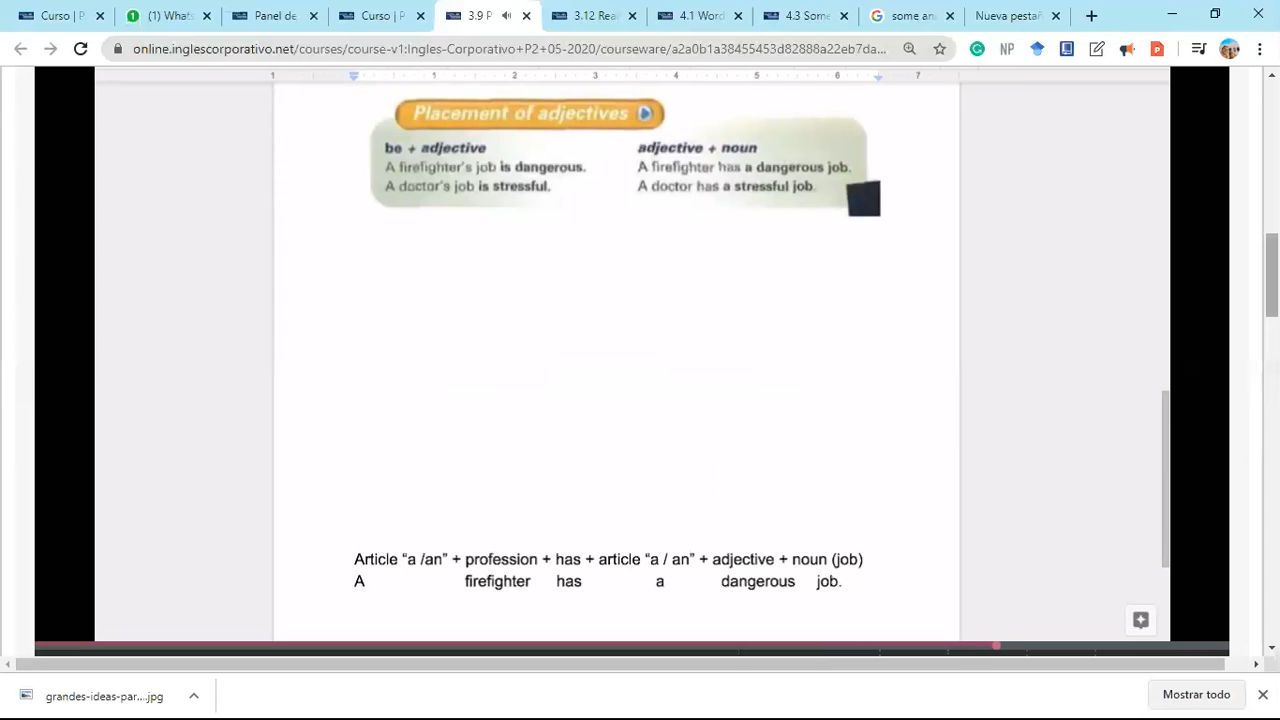 Curso | P
(1) Wha
Panel de
Curso | P
3.9 P
3.12 Rea
4.1 Word
4.3 Some
some an
Nueva pestañ
online.inglescorporativo.net/courses/course-v1:Ingles-Corporativo+P2+05-2020/courseware/a2a0b1a38459453d82888a22eb7da...
1 1 2 3 4 5 6 7
Placement of adjectives
be + adjective
A firefighter's job is dangerous.
A doctor's job is stressful.
adjective + noun
A firefighter has a dangerous job.
A doctor has a stressful job.
Article “a /an” + profession + has + article “a / an” + adjective + noun (job)
A firefighter has a dangerous job.
grandes-ideas-par....jpg
Mostrar todo